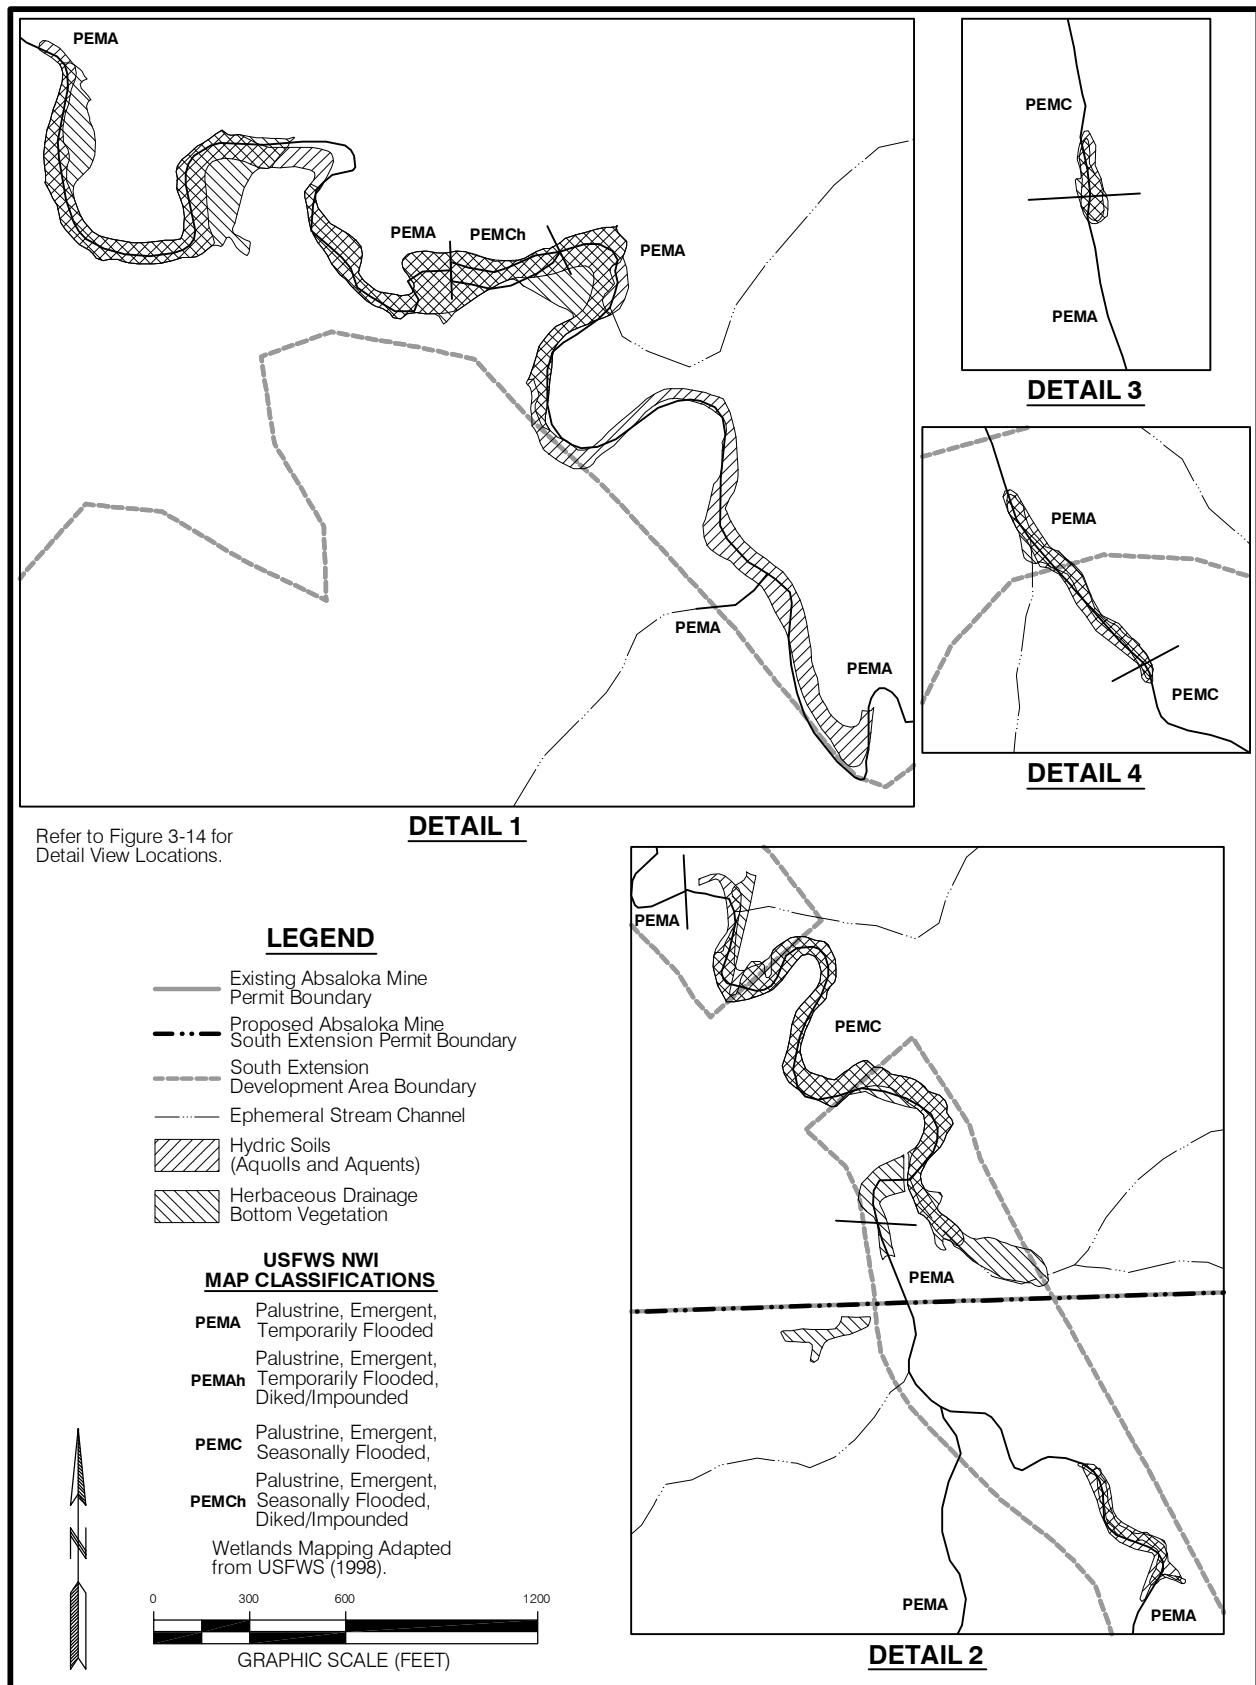 PEMA
PEMA
PEMCh
PEMA
PEMA
PEMA
DETAIL 1
PEMC
PEMA
DETAIL 3
PEMA
PEMC
DETAIL 4
Refer to Figure 3-14 for
Detail View Locations.
LEGEND
Existing Absaloka Mine
Permit Boundary
Proposed Absaloka Mine
South Extension Permit Boundary
South Extension
Development Area Boundary
Ephemeral Stream Channel
Hydric Soils
(Aquolls and Aquents)
Herbaceous Drainage
Bottom Vegetation
USFWS NWI
MAP CLASSIFICATIONS
PEMA Palustrine, Emergent,
Temporarily Flooded
PEMAh Palustrine, Emergent,
Temporarily Flooded,
Diked/Impounded
PEMC Palustrine, Emergent,
Seasonally Flooded,
PEMCh Palustrine, Emergent,
Seasonally Flooded,
Diked/Impounded
Wetlands Mapping Adapted
from USFWS (1998).
N
0 300 600 1200
GRAPHIC SCALE (FEET)
PEMA
PEMC
PEMA
PEMA
PEMA
DETAIL 2